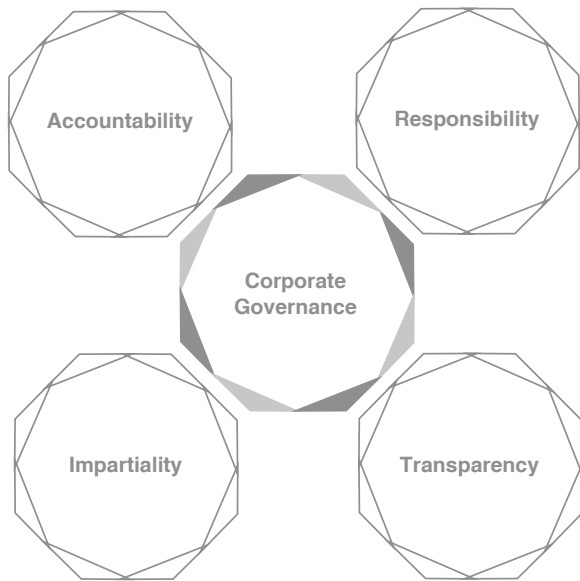 Accountability
Responsibility
Corporate
Governance
Impartiality
Transparency